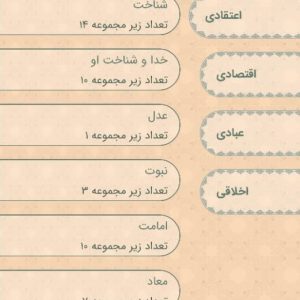 اعتقادی
اقتصادی
عبادی
اخلاقی
شناخت
تعداد زیر مجموعه ۱۴
خدا و شناخت او
تعداد زیر مجموعه ۱۰
عدل
تعداد زیر مجموعه ۱
نبوت
تعداد زیر مجموعه ۳
امامت
تعداد زیر مجموعه ۱۰
معاد